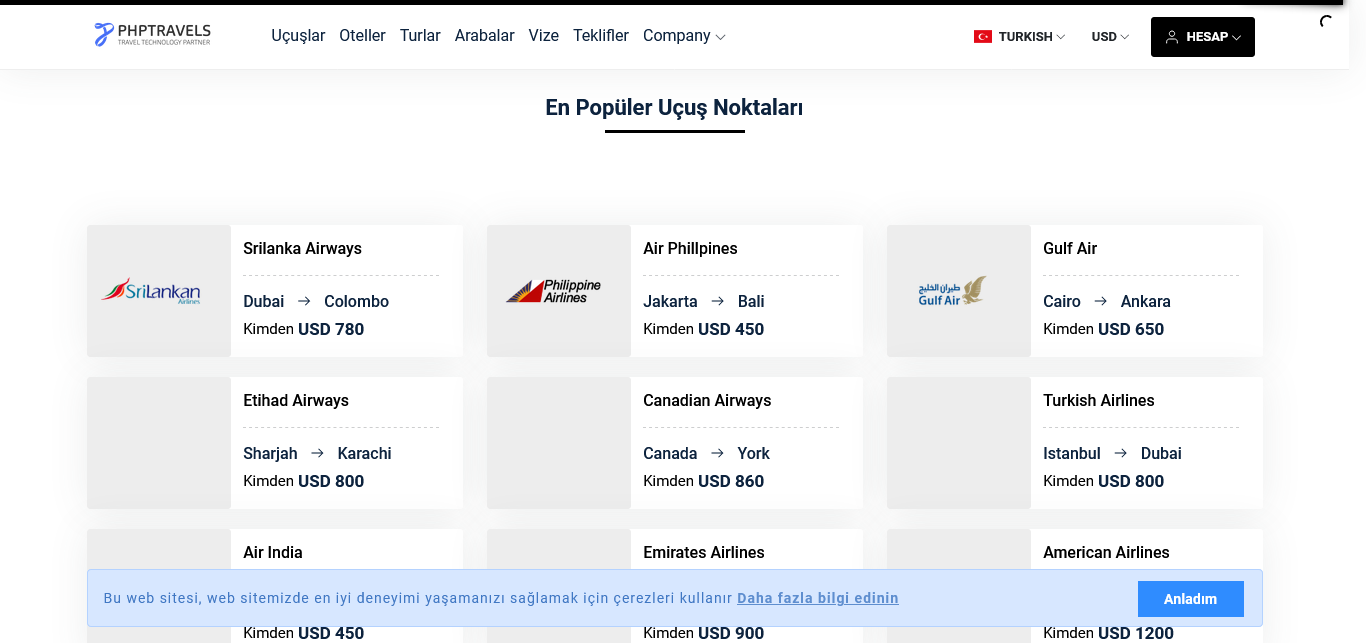 PHPTRAVELS
TRAVEL TECHNOLOGY PARTNER
Uçuşlar Oteller Turlar Arabalar Vize Teklifler Company
TURKISH USD HESAP
En Popüler Uçuş Noktaları
SriLankan
Airlines
Srilanka Airways
Dubai → Colombo
Kimden USD 780
Philippine
Airlines
Air Phillpines
Jakarta → Bali
Kimden USD 450
طيران الخليج
Gulf Air
Gulf Air
Cairo → Ankara
Kimden USD 650
Etihad Airways
Sharjah → Karachi
Kimden USD 800
Canadian Airways
Canada → York
Kimden USD 860
Turkish Airlines
Istanbul → Dubai
Kimden USD 800
Air India
Emirates Airlines
American Airlines
Bu web sitesi, web sitemizde en iyi deneyimi yaşamanızı sağlamak için çerezleri kullanır Daha fazla bilgi edinin
Anladım
Kimden USD 450
Kimden USD 900
Kimden USD 1200